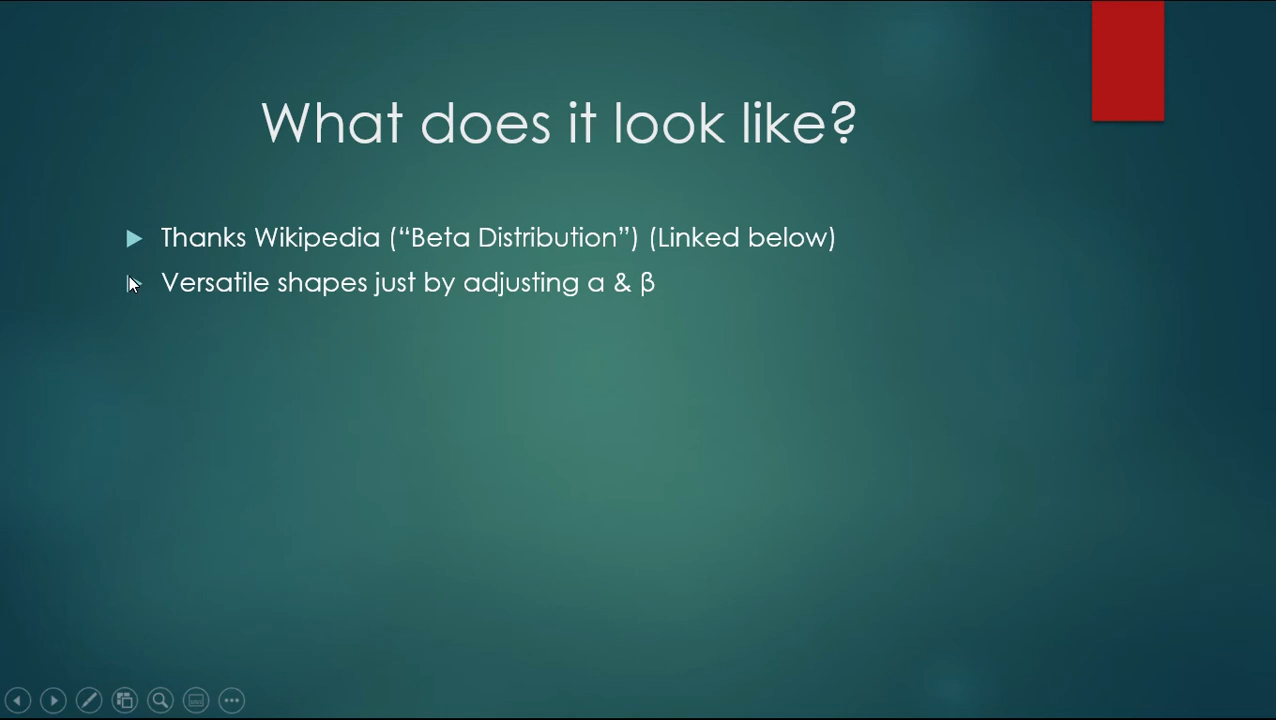 What does it look like?
Thanks Wikipedia (“Beta Distribution”) (Linked below)
Versatile shapes just by adjusting α & β